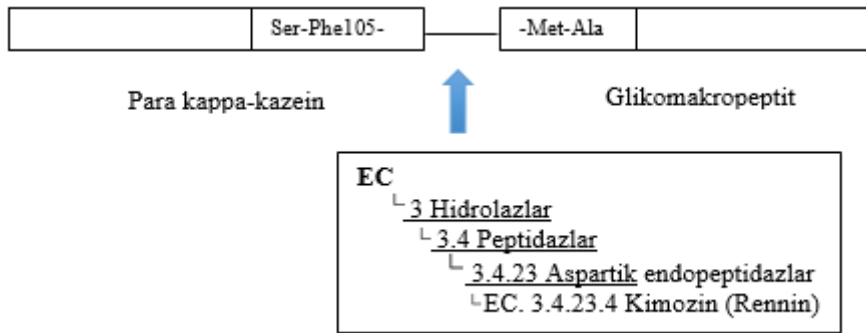 Ser-Phe105- -Met-Ala
Para kappa-kazein Glikomakropeptit
EC
3 Hidrolazlar
3.4 Peptidazlar
3.4.23 Aspartik endopeptidazlar
EC. 3.4.23.4 Kimozin (Rennin)